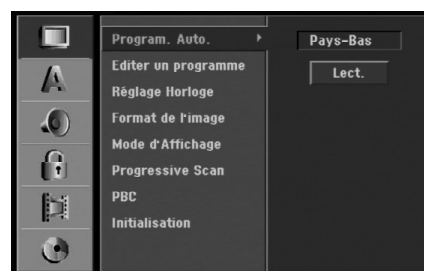 Program. Auto.
Pays-Bas
Editer un programme
Lect.
Réglage Horloge
Format de l'image
Mode d'Affichage
Progressive Scan
PBC
Initialisation
A